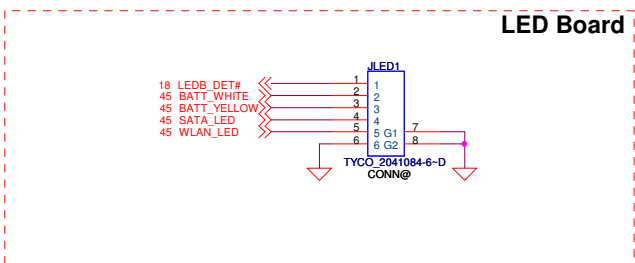 LED Board
JLED1
18 LEDB_DET# 1 1
45 BATT_WHITE 2 2
45 BATT_YELLOW 3 3
45 SATA_LED 4 4
45 WLAN_LED 5 5 G1 7
6 6 G2 8
TYCO_2041084-6~D
CONN@